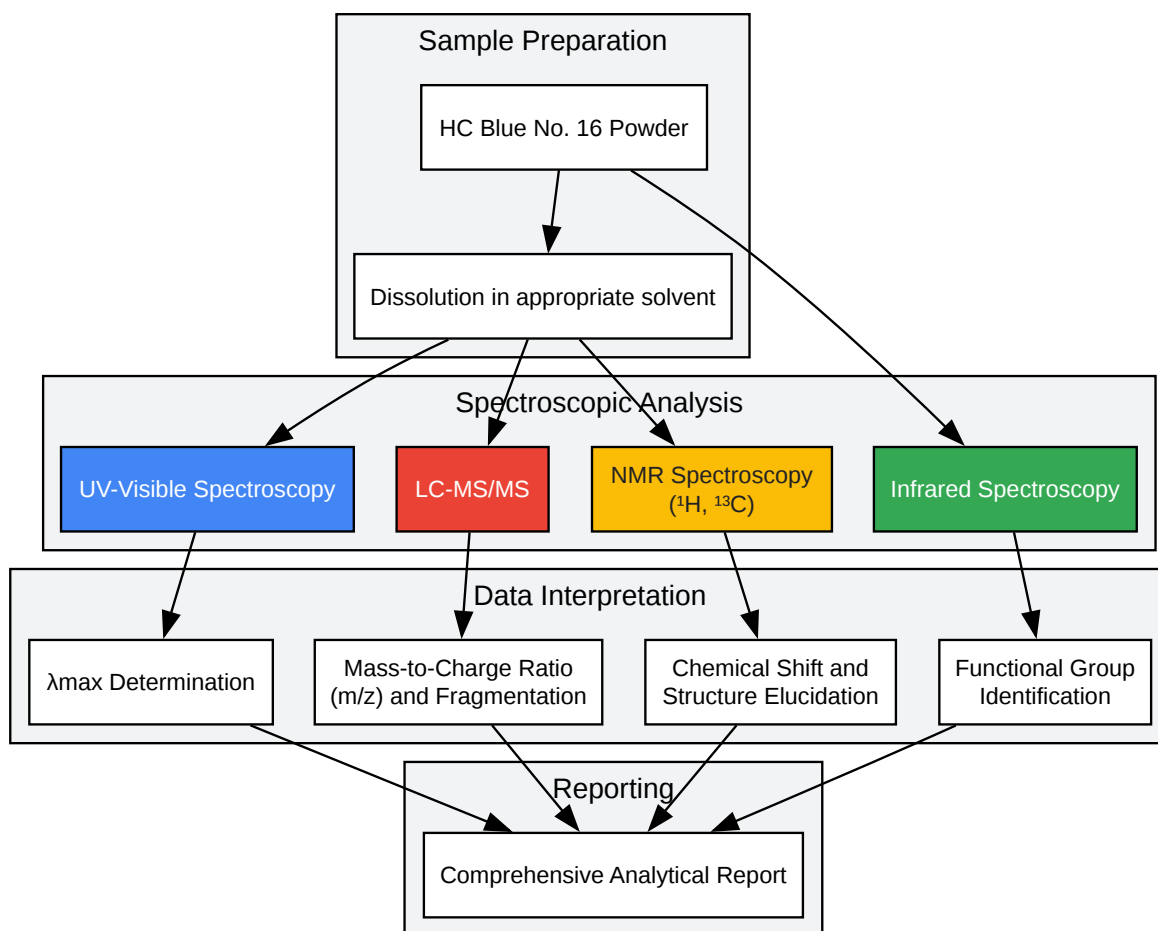 Sample Preparation
HC Blue No. 16 Powder
Dissolution in appropriate solvent
Spectroscopic Analysis
UV-Visible Spectroscopy
LC-MS/MS
NMR Spectroscopy
(¹H, ¹³C)
Infrared Spectroscopy
Data Interpretation
λmax Determination
Mass-to-Charge Ratio
(m/z) and Fragmentation
Chemical Shift and
Structure Elucidation
Functional Group
Identification
Reporting
Comprehensive Analytical Report